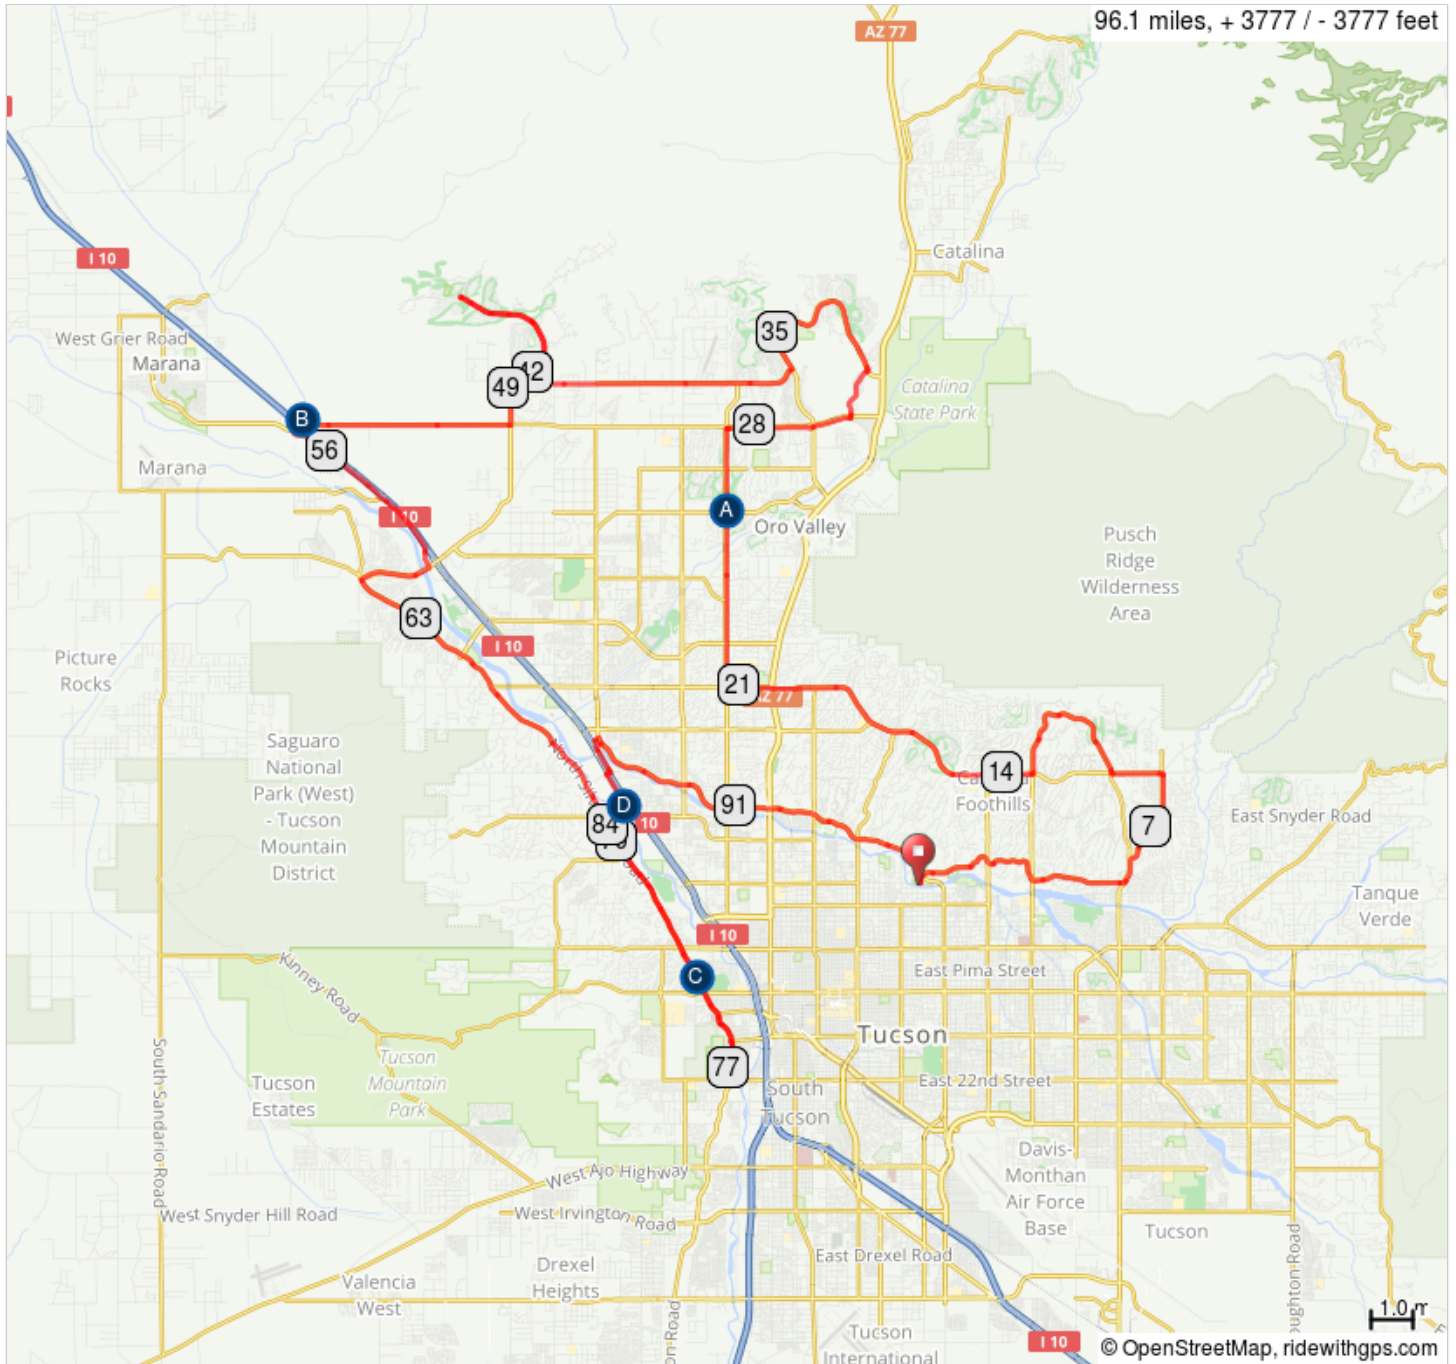 96.1 miles, + 3777 / - 3777 feet
AZ 77
Catalina
I 10
West Grier Road
Marana
35
42
49
Catalina
State Park
B
28
56
Marana
I 10
A
Oro Valley
Pusch
Ridge
Wilderness
Area
63
I 10
Picture
Rocks
21
AZ 77
Saguaro
National
Park (West)
- Tucson
Mountain
District
14
Foothills
D
91
84
I 10
7
East Snyder Road
Tanque
Verde
I 10
Kinney Road
C
East Pima Street
Tucson
Tucson
Mountain
Park
77
Tucson
Estates
South
Tucson
East 22nd Street
South Sandario Road
Davis-
Monthan
Air Force
Base
West Ajo Highway
West Snyder Hill Road
West Irvington Road
Tucson
East Drexel Road
Drexel
Heights
Valencia
West
Tucson
International
1.0 m
I 10
© OpenStreetMap, ridewithgps.com